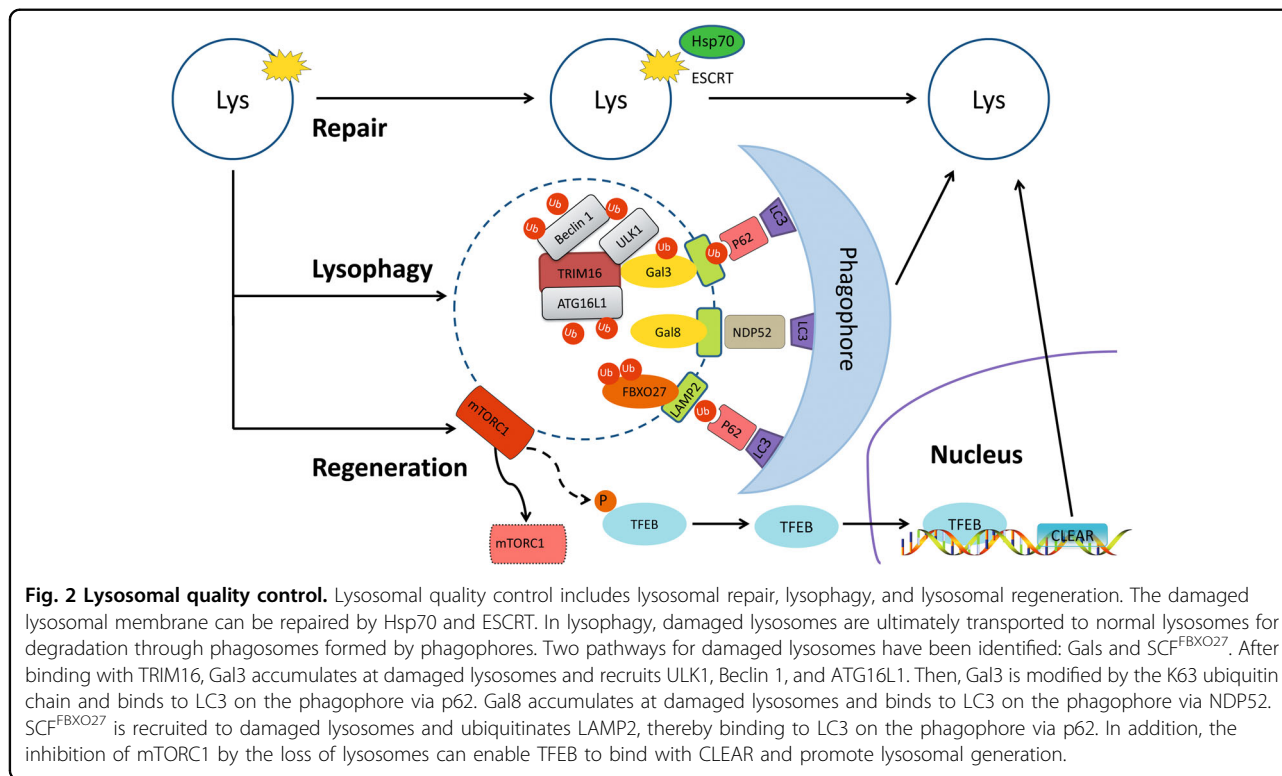 Hsp70
ESCRT
Lys
Lys
Lys
Repair
Ub
Ub
Ub
Beclin 1
ULK1
Ub
Ub
P62
LC3
TRIM16
Gal3
Lysophagy
ATG16L1
Phagophore
Ub
Ub
Gal8
NDP52
LC3
Ub
Ub
FBXO27
LAMP2
Ub
P62
LC3
mTORC1
Regeneration
Nucleus
P
TFEB
TFEB
TFEB
CLEAR
mTORC1
Fig. 2 Lysosomal quality control. Lysosomal quality control includes lysosomal repair, lysophagy, and lysosomal regeneration. The damaged
lysosomal membrane can be repaired by Hsp70 and ESCRT. In lysophagy, damaged lysosomes are ultimately transported to normal lysosomes for
degradation through phagosomes formed by phagophores. Two pathways for damaged lysosomes have been identified: Gals and SCF^FBXO27. After
binding with TRIM16, Gal3 accumulates at damaged lysosomes and recruits ULK1, Beclin 1, and ATG16L1. Then, Gal3 is modified by the K63 ubiquitin
chain and binds to LC3 on the phagophore via p62. Gal8 accumulates at damaged lysosomes and binds to LC3 on the phagophore via NDP52.
SCF^FBXO27 is recruited to damaged lysosomes and ubiquitinates LAMP2, thereby binding to LC3 on the phagophore via p62. In addition, the
inhibition of mTORC1 by the loss of lysosomes can enable TFEB to bind with CLEAR and promote lysosomal generation.